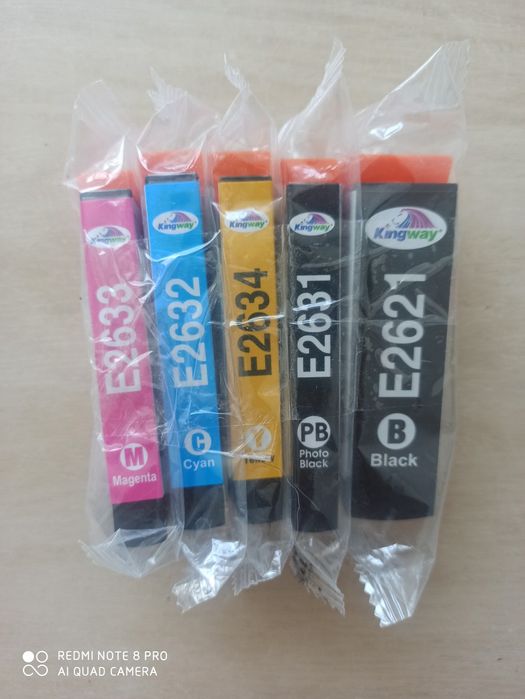 Kingway
E2633
M
Magenta
Kingway
E2632
C
Cyan
Kingway
E2634
Y
Yellow
Kingway
E2631
PB
Photo
Black
Kingway®
E2621
B
Black
REDMI NOTE 8 PRO
AI QUAD CAMERA